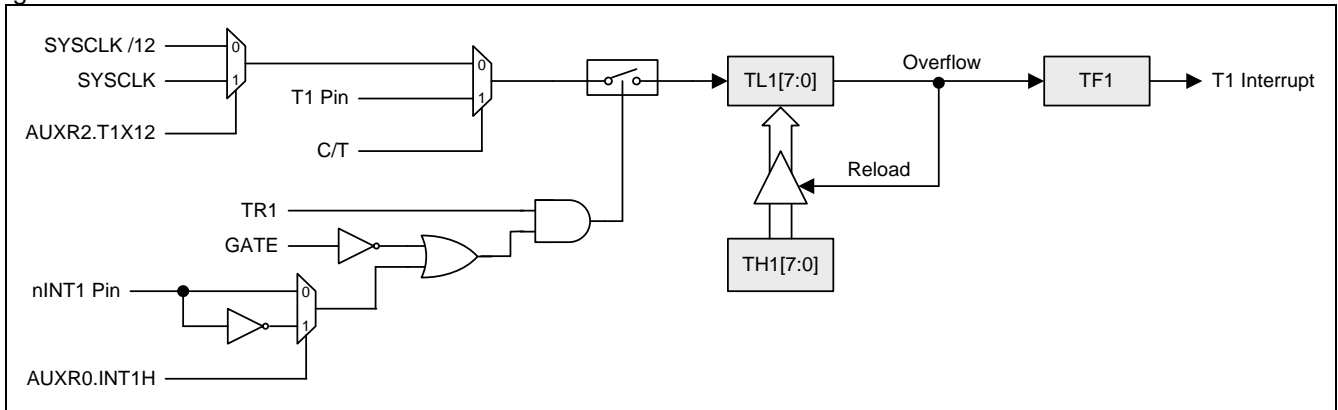 SYSCLK /12
0
SYSCLK
1
AUXR2.T1X12
0
T1 Pin
1
C/T
TL1[7:0]
Overflow
TF1
T1 Interrupt
Reload
TH1[7:0]
TR1
GATE
nINT1 Pin
0
1
AUXR0.INT1H